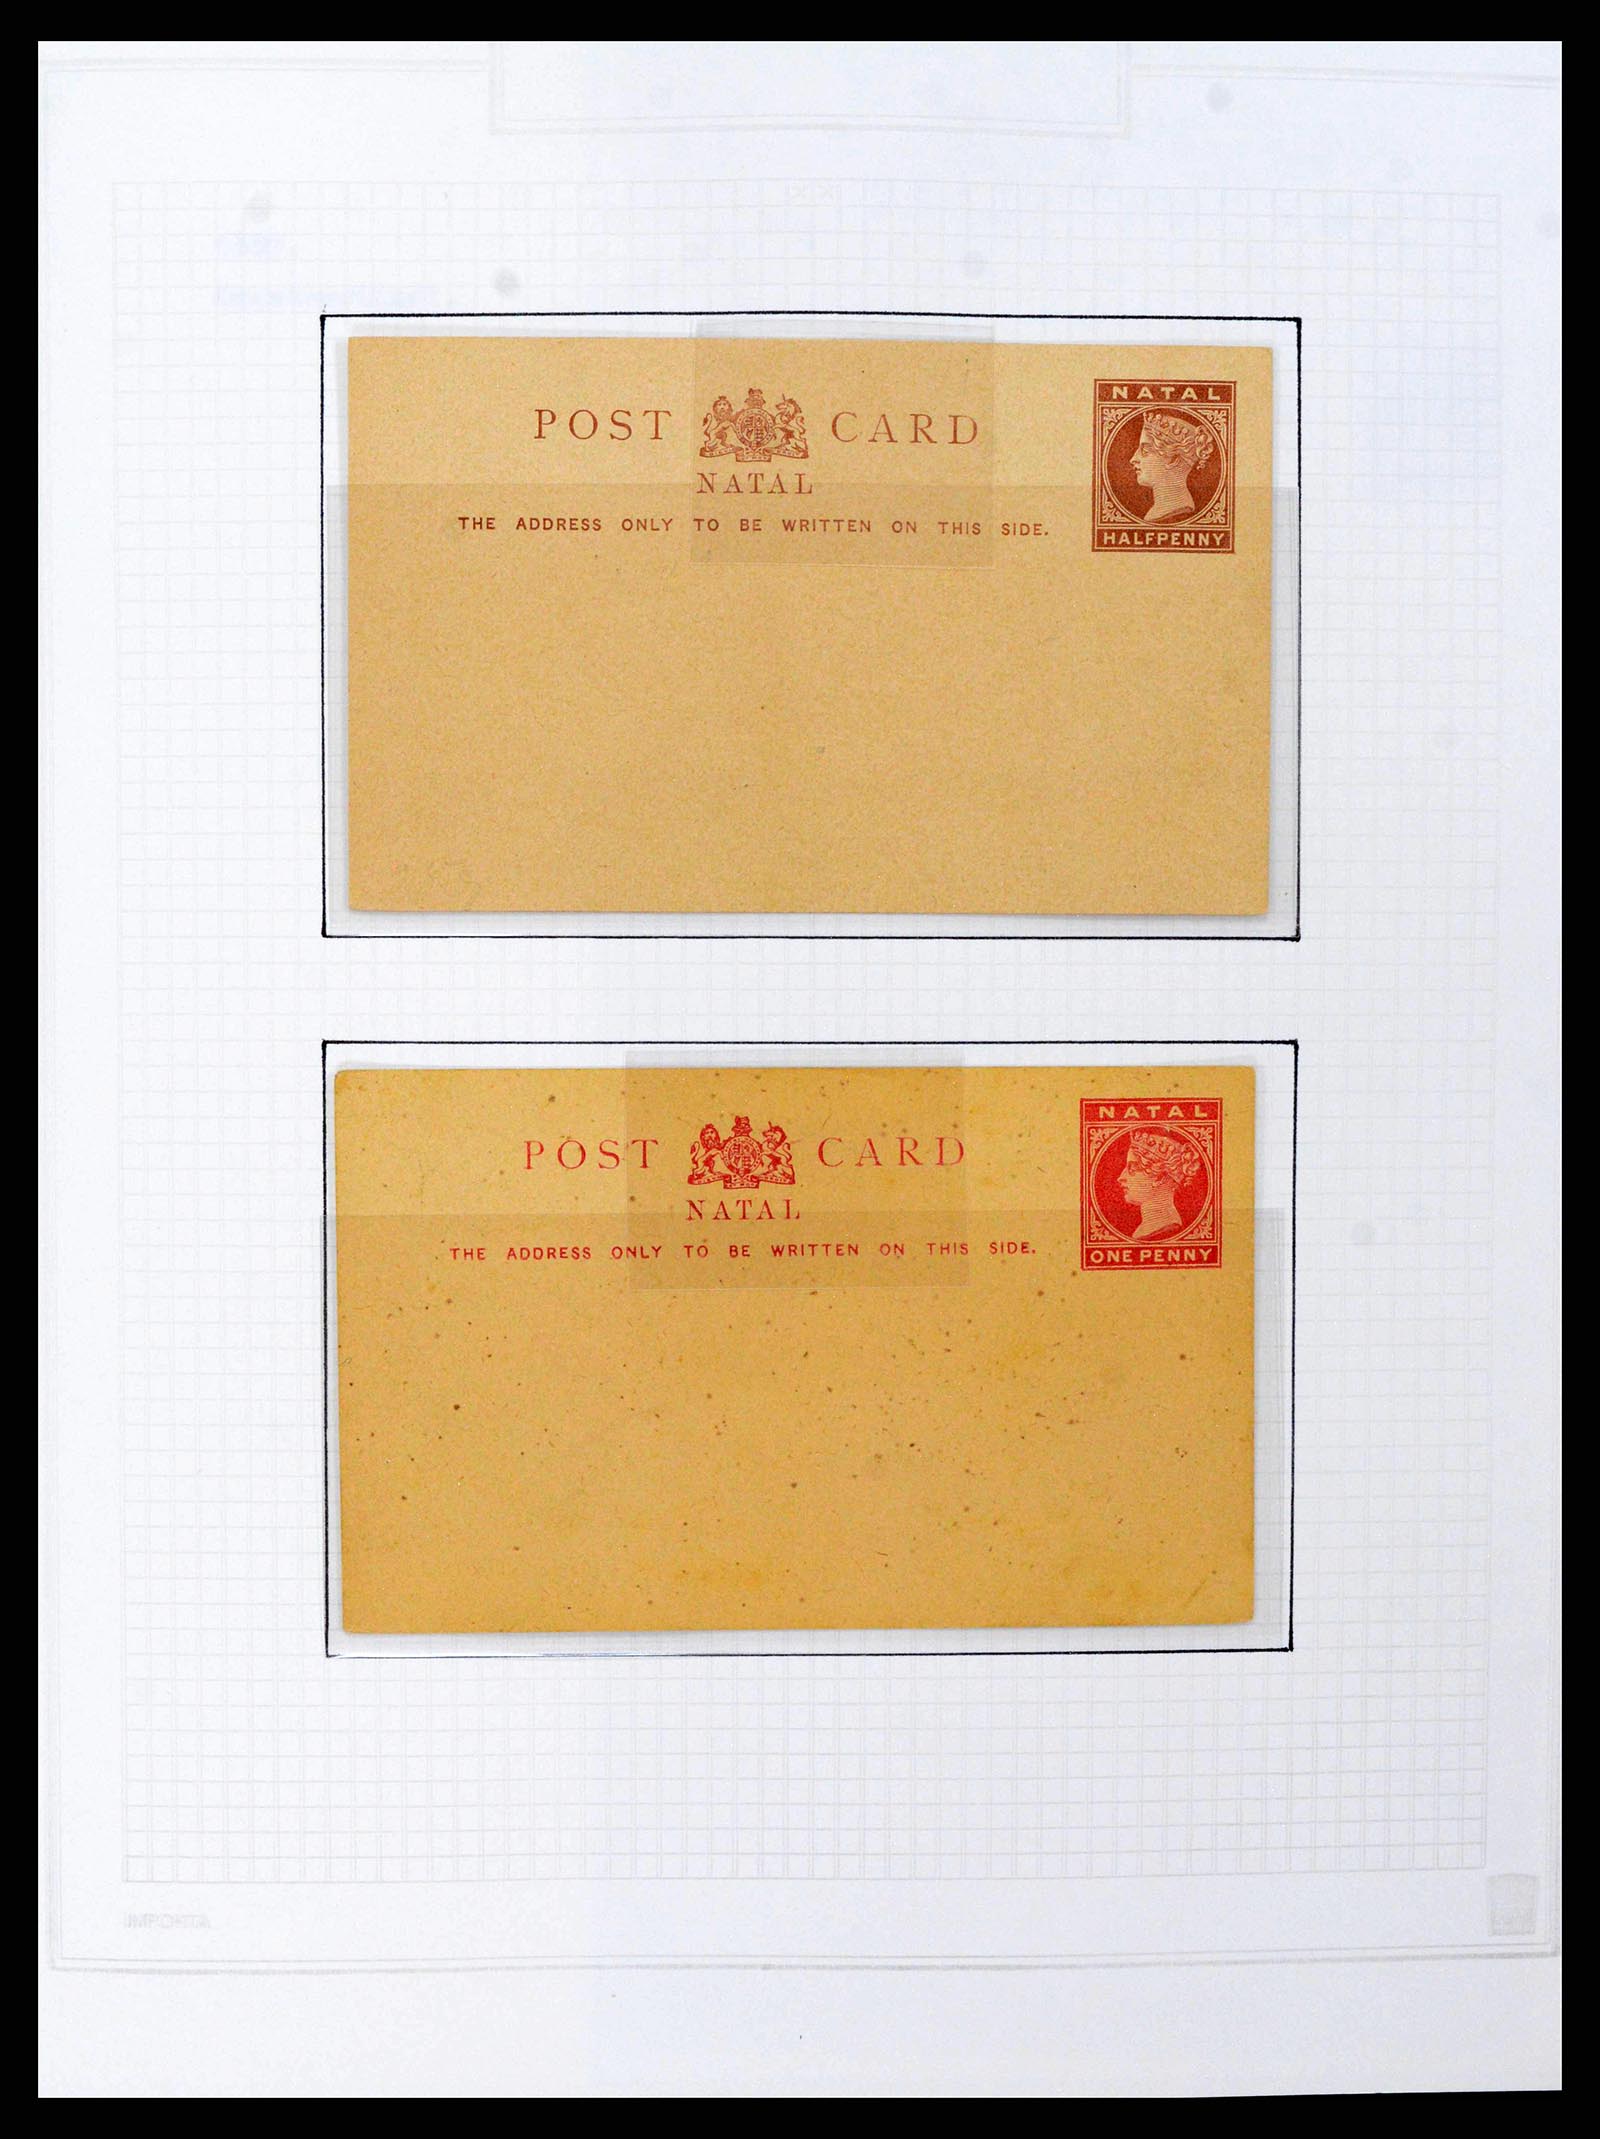 NATAL
POST CARD
NATAL
THE ADDRESS ONLY TO BE WRITTEN ON THIS SIDE.
HALFPENNY
NATAL
POST CARD
NATAL
THE ADDRESS ONLY TO BE WRITTEN ON THIS SIDE.
ONE PENNY
IMPORTA